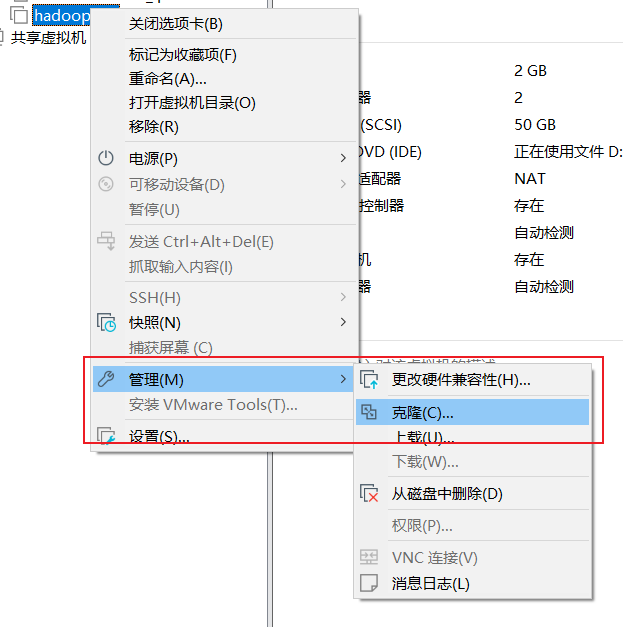 hadoop
共享虚拟机
关闭选项卡(B)
标记为收藏项(F)
重命名(A)...
打开虚拟机目录(O)
移除(R)
电源(P)
可移动设备(D)
暂停(U)
发送 Ctrl+Alt+Del(E)
抓取输入内容(I)
SSH(H)
快照(N)
捕获屏幕 (C)
管理(M)
安装 VMware Tools(T)...
设置(S)...
2 GB
器 2
(SCSI) 50 GB
DVD (IDE) 正在使用文件 D:
适配器 NAT
控制器 存在
自动检测
机 存在
器 自动检测
更改硬件兼容性(H)...
克隆(C)...
上载(U)...
下载(W)...
从磁盘中删除(D)
权限(P)...
VNC 连接(V)
消息日志(L)